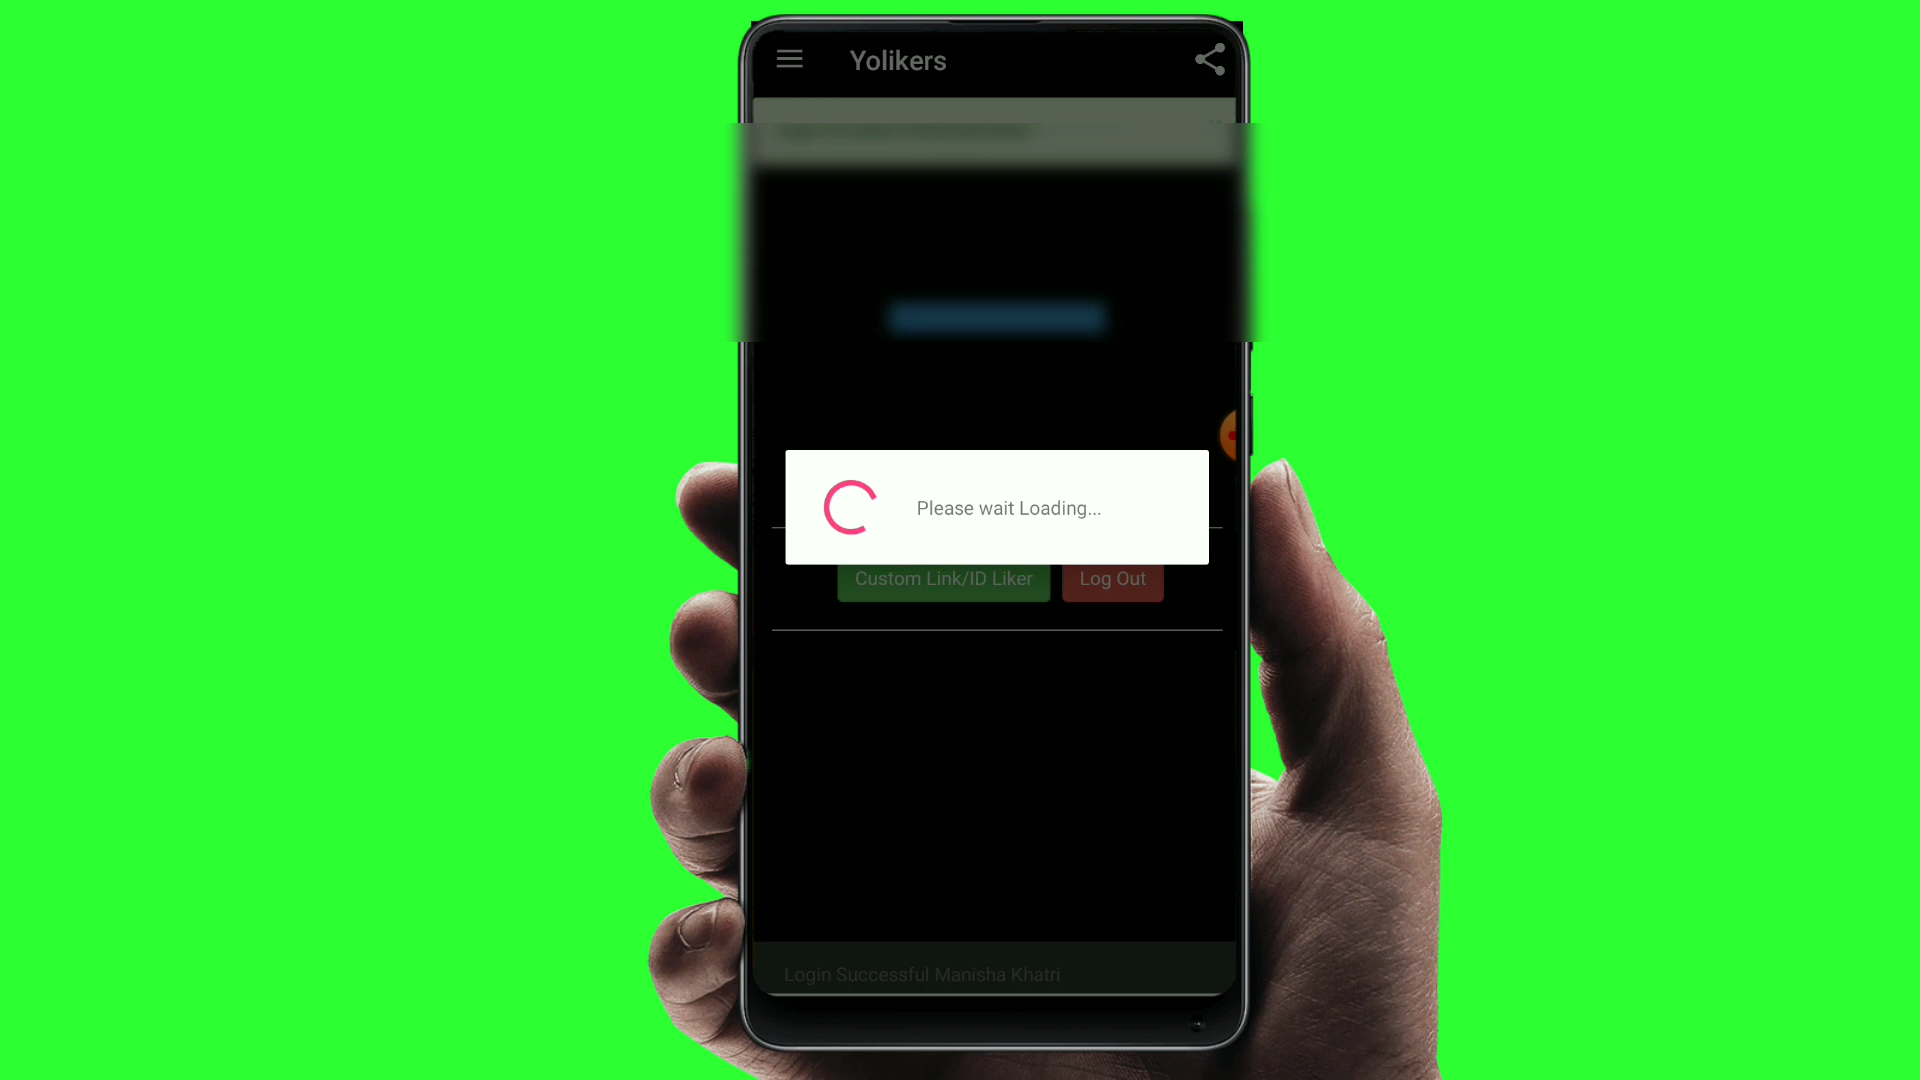 Yolikers
Please wait Loading...
Custom Link/ID Liker
Log Out
Login Successful Manisha Khatri